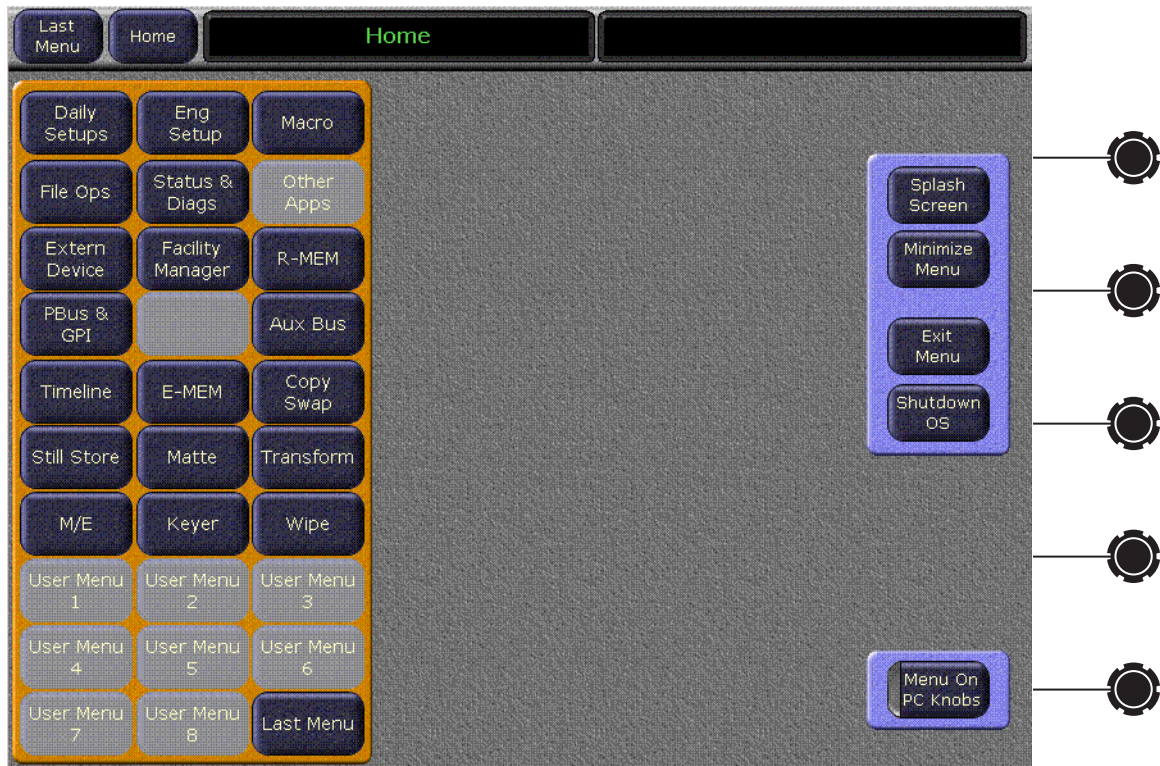 Last
Menu
Home
Home
Daily
Setups
Eng
Setup
Macro
File Ops
Status &
Diags
Other
Apps
Extern
Device
Facility
Manager
R-MEM
PBus &
GPI
Aux Bus
Timeline
E-MEM
Copy
Swap
Still Store
Matte
Transform
M/E
Keyer
Wipe
User Menu
1
User Menu
2
User Menu
3
User Menu
4
User Menu
5
User Menu
6
User Menu
7
User Menu
8
Last Menu
Splash
Screen
Minimize
Menu
Exit
Menu
Shutdown
OS
Menu On
PC Knobs